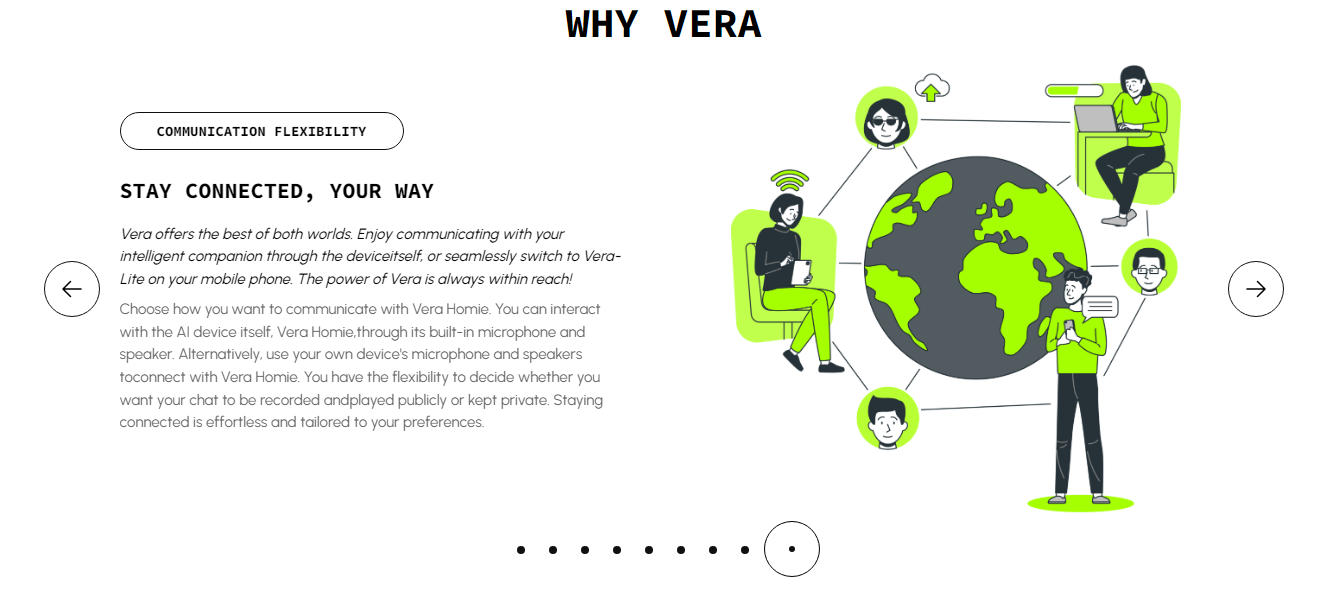 WHY VERA
COMMUNICATION FLEXIBILITY
STAY CONNECTED, YOUR WAY
Vera offers the best of both worlds. Enjoy communicating with your
intelligent companion through the deviceitself, or seamlessly switch to Vera-
Lite on your mobile phone. The power of Vera is always within reach!
Choose how you want to communicate with Vera Homie. You can interact
with the AI device itself, Vera Homie,through its built-in microphone and
speaker. Alternatively, use your own device's microphone and speakers
toconnect with Vera Homie. You have the flexibility to decide whether you
want your chat to be recorded andplayed publicly or kept private. Staying
connected is effortless and tailored to your preferences.